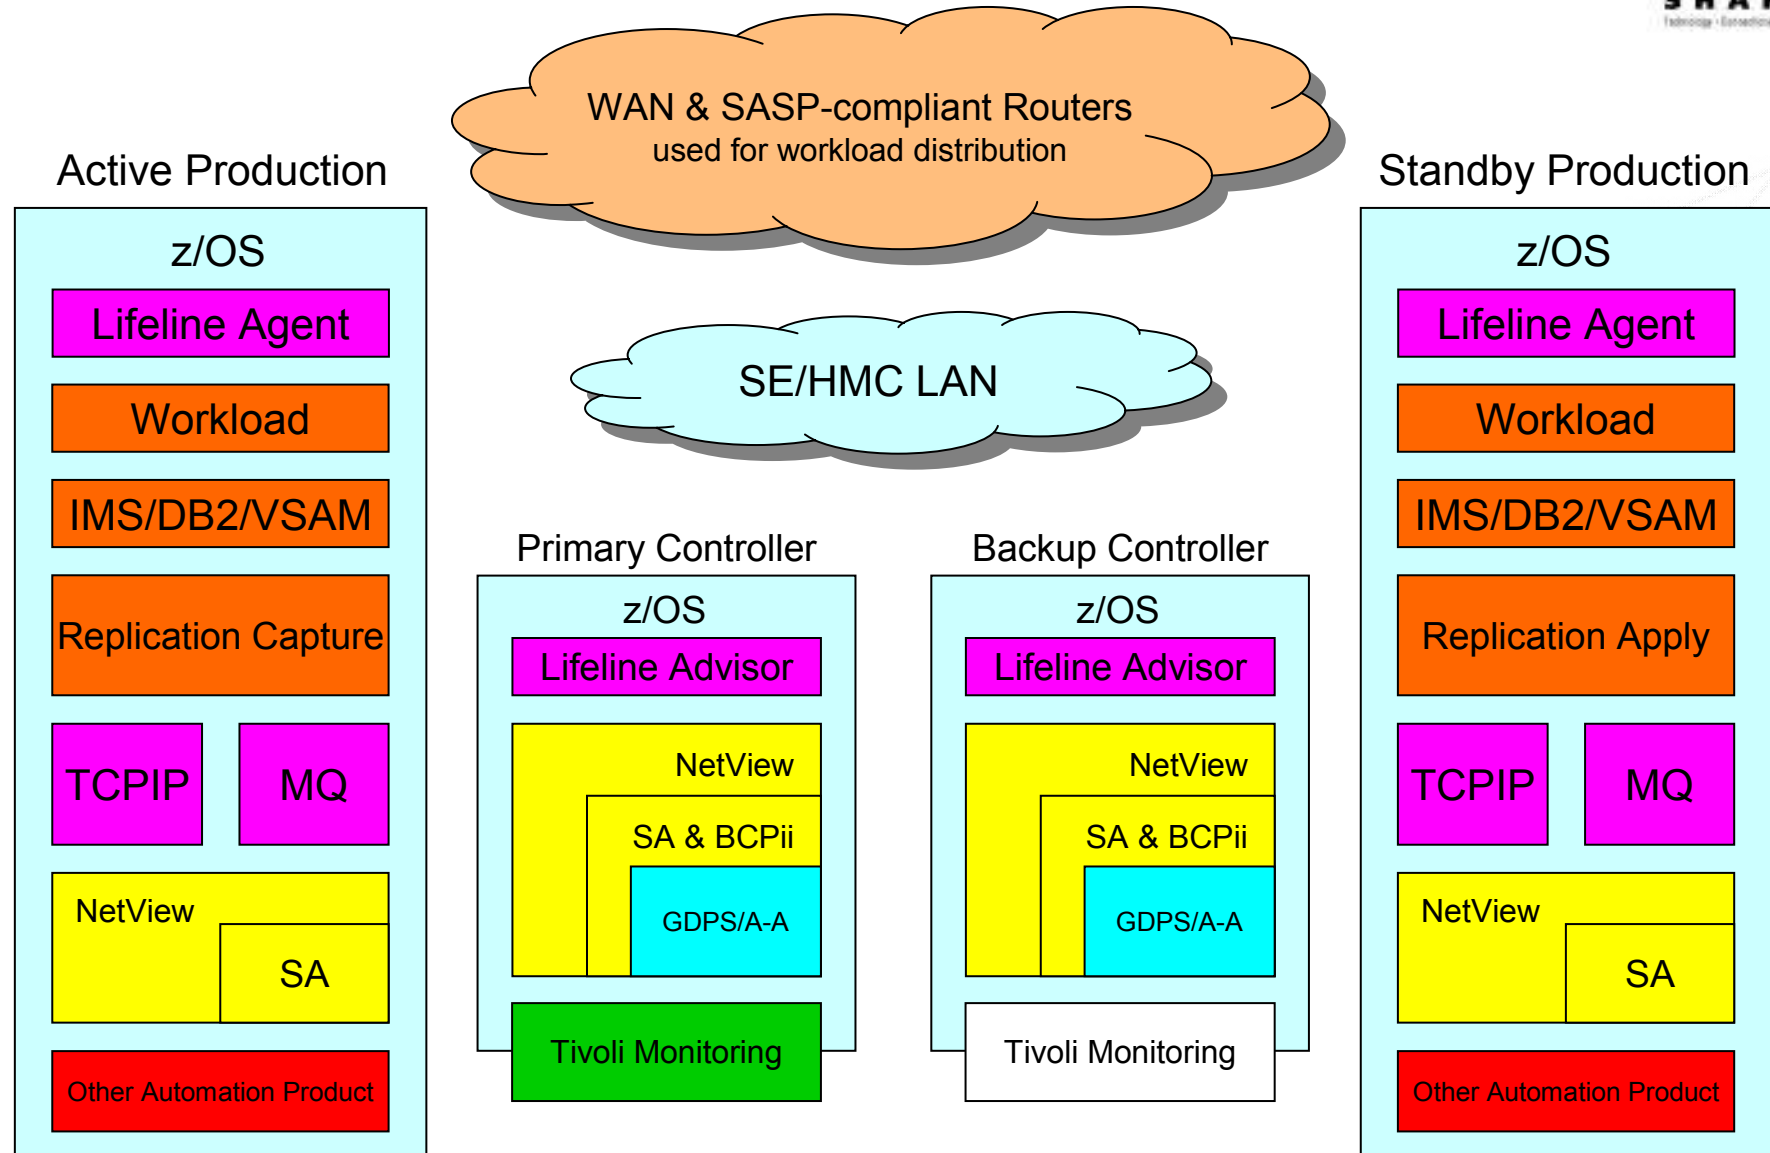 WAN & SASP-compliant Routers
used for workload distribution
SE/HMC LAN
Active Production
z/OS
Lifeline Agent
Workload
IMS/DB2/VSAM
Replication Capture
TCPIP
MQ
NetView
SA
Other Automation Product
Primary Controller
z/OS
Lifeline Advisor
NetView
SA & BCPii
GDPS/A-A
Tivoli Monitoring
Backup Controller
z/OS
Lifeline Advisor
NetView
SA & BCPii
GDPS/A-A
Tivoli Monitoring
Standby Production
z/OS
Lifeline Agent
Workload
IMS/DB2/VSAM
Replication Apply
TCPIP
MQ
NetView
SA
Other Automation Product